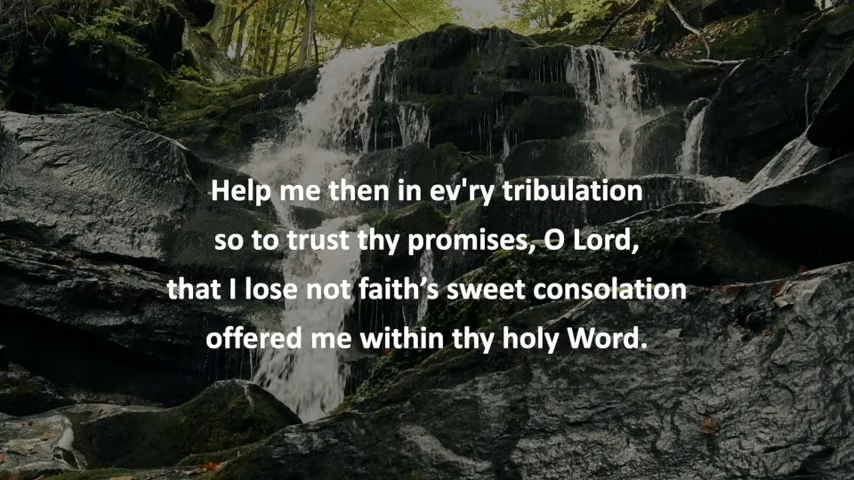 Help me then in ev'ry tribulation
so to trust thy promises, O Lord,
that I lose not faith’s sweet consolation
offered me within thy holy Word.